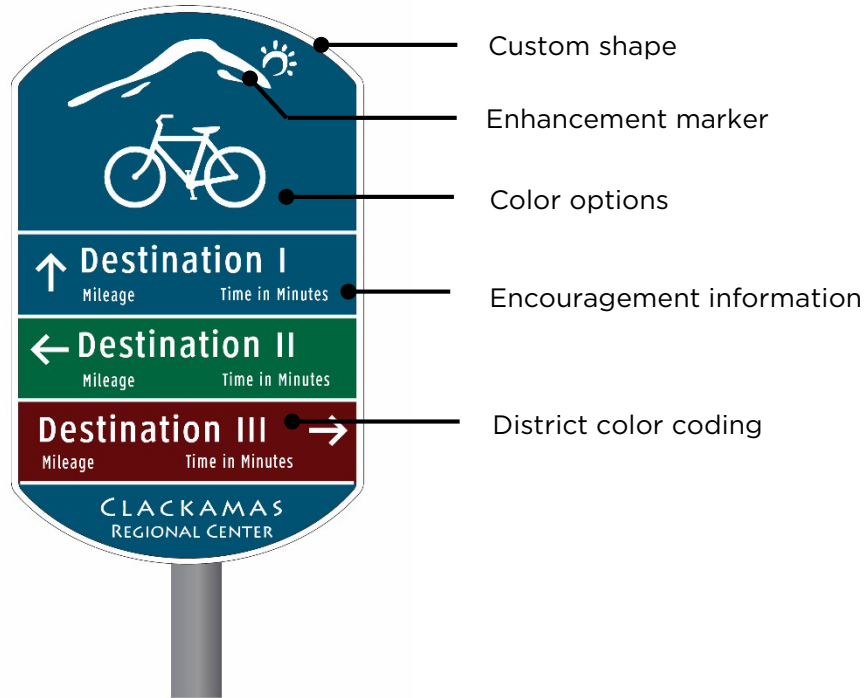 Custom shape
Enhancement marker
Color options
Destination I
Mileage Time in Minutes
Encouragement information
Destination II
Mileage Time in Minutes
Destination III
Mileage Time in Minutes
District color coding
CLACKAMAS
REGIONAL CENTER